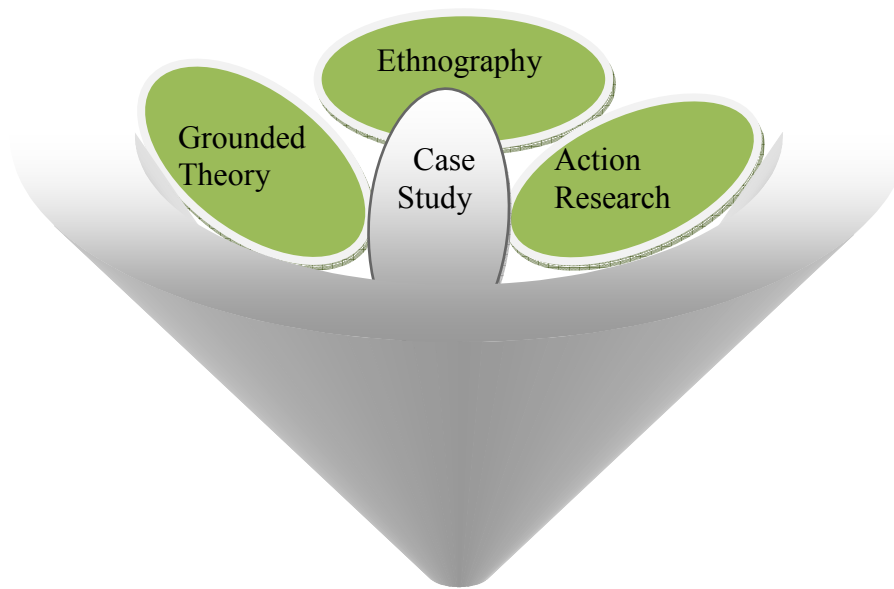 Ethnography
Grounded
Theory
Case
Study
Action
Research